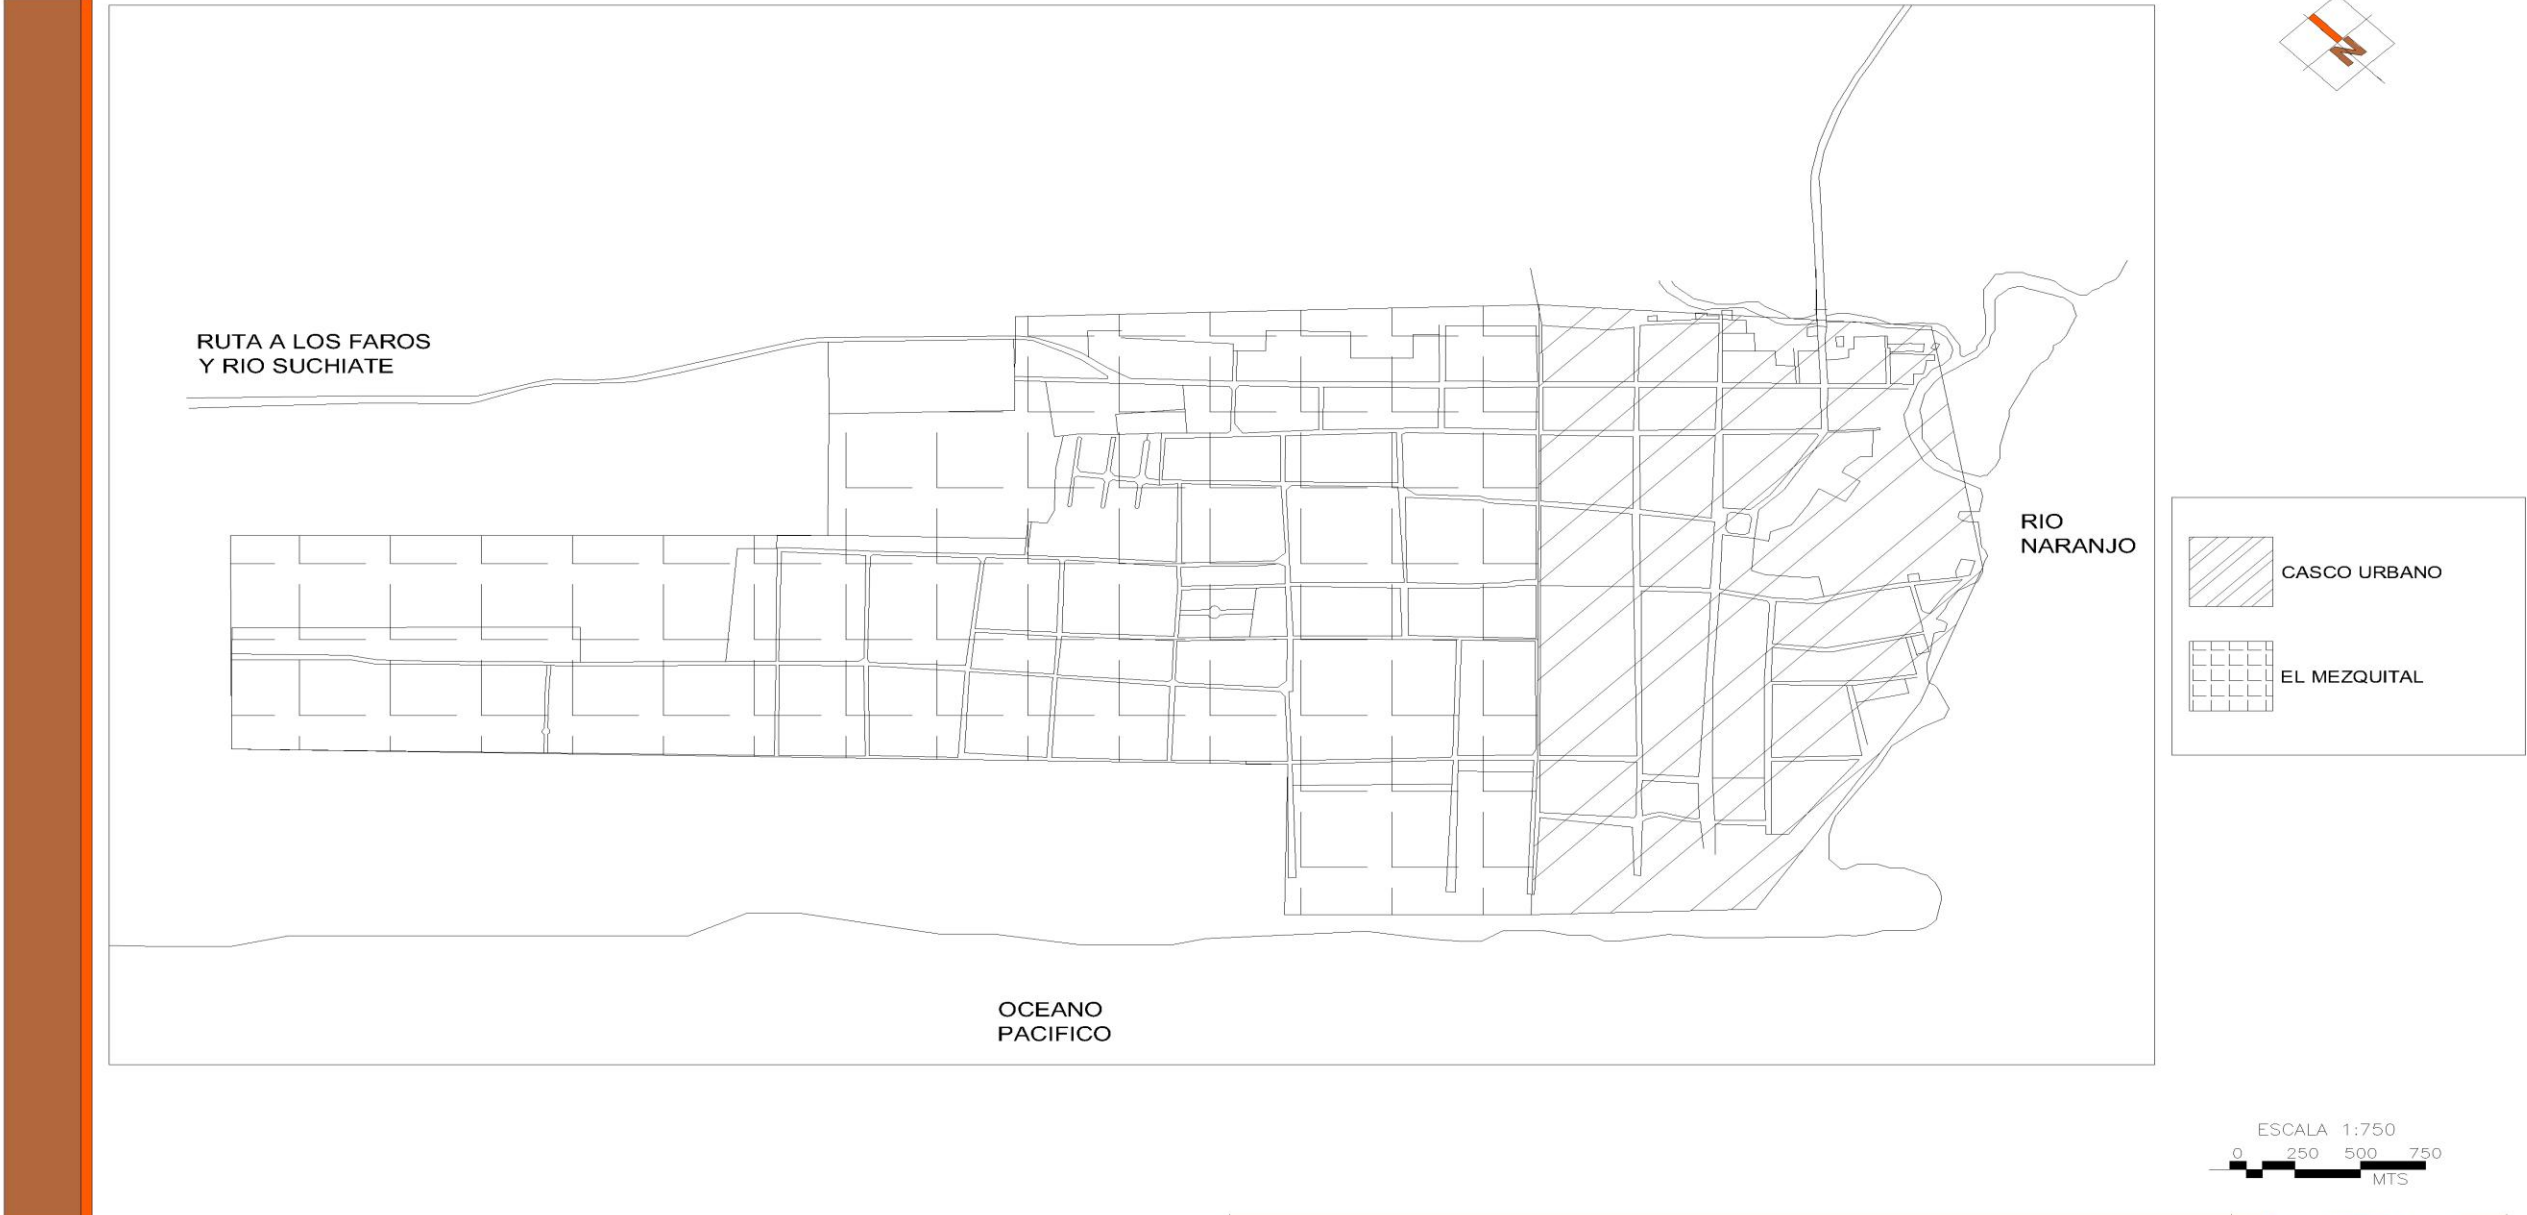 N
RUTA A LOS FAROS
Y RIO SUCHIATE
RIO
NARANJO
CASCO URBANO
EL MEZQUITAL
OCEANO
PACIFICO
ESCALA 1:750
0 250 500 750
MTS